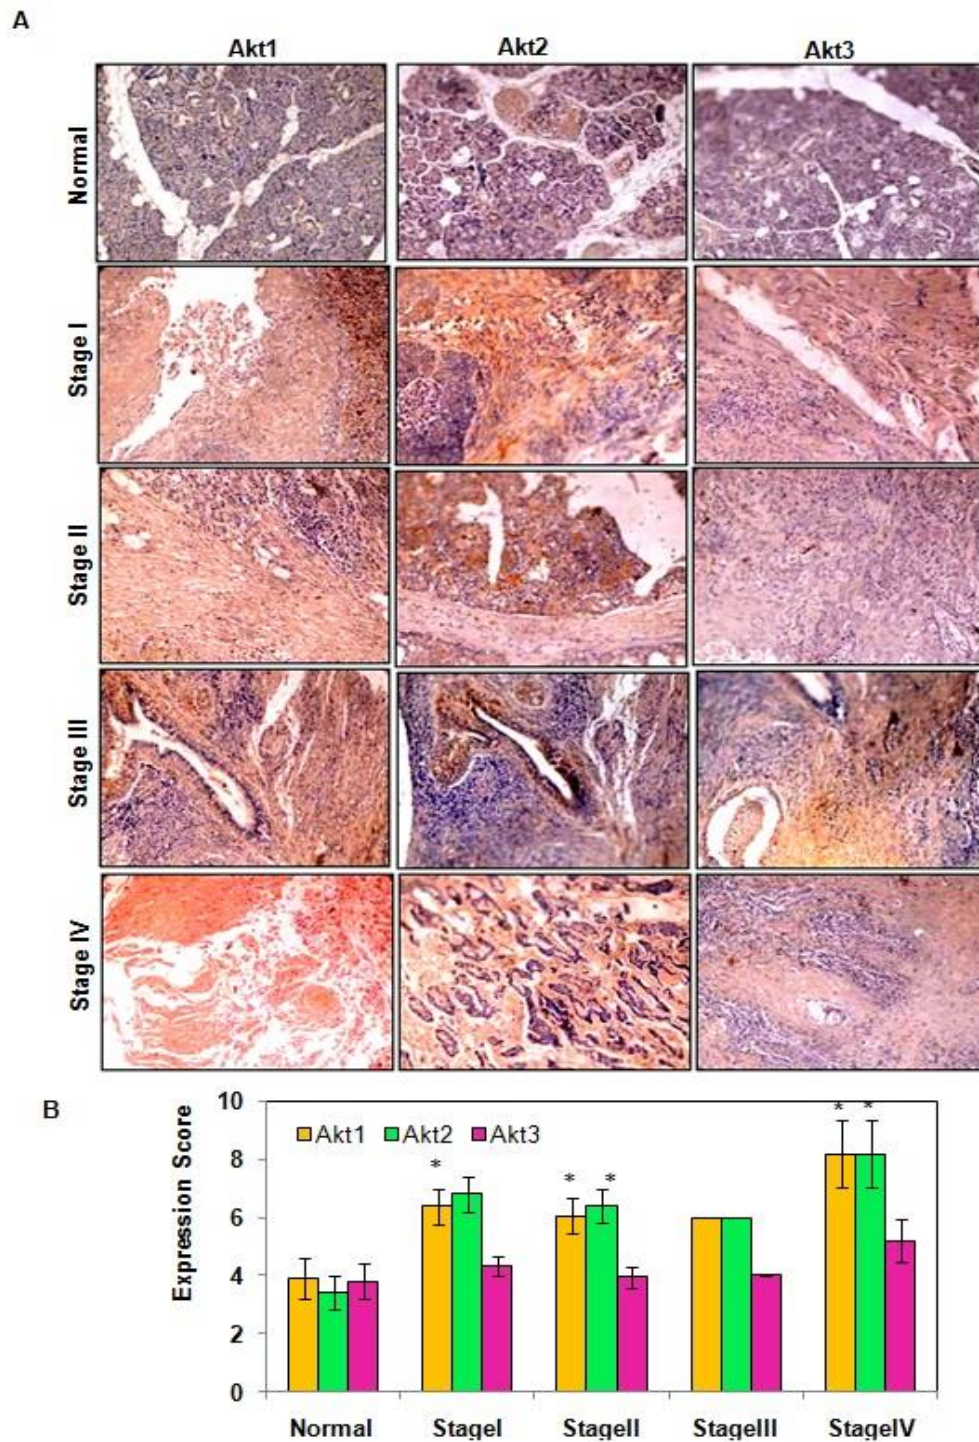 A
Akt1 Akt2 Akt3
Normal
Stage I
Stage II
Stage III
Stage IV
B
Expression Score
10
8
6
4
2
0
Akt1 Akt2 Akt3
*
* *
* *
Normal StageI StageII StageIII StageIV